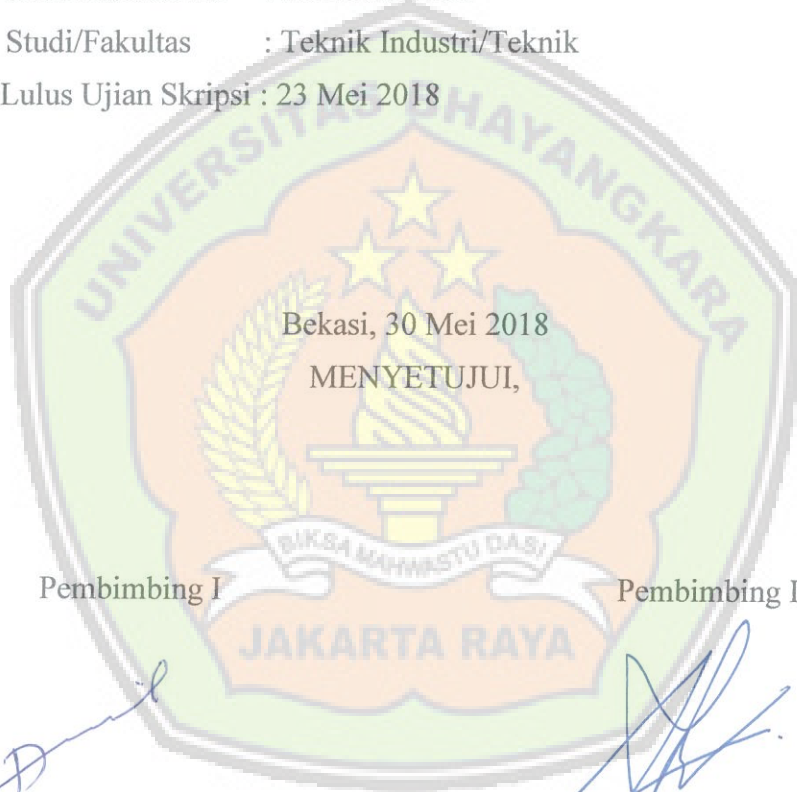 Studi/Fakultas : Teknik Industri/Teknik
Lulus Ujian Skripsi : 23 Mei 2018
UNIVERSITAS BHAYANGKARA
Bekasi, 30 Mei 2018
MENYETUJUI,
BIKSA MAHWASTU DASI
Pembimbing I
Pembimbing I
JAKARTA RAYA